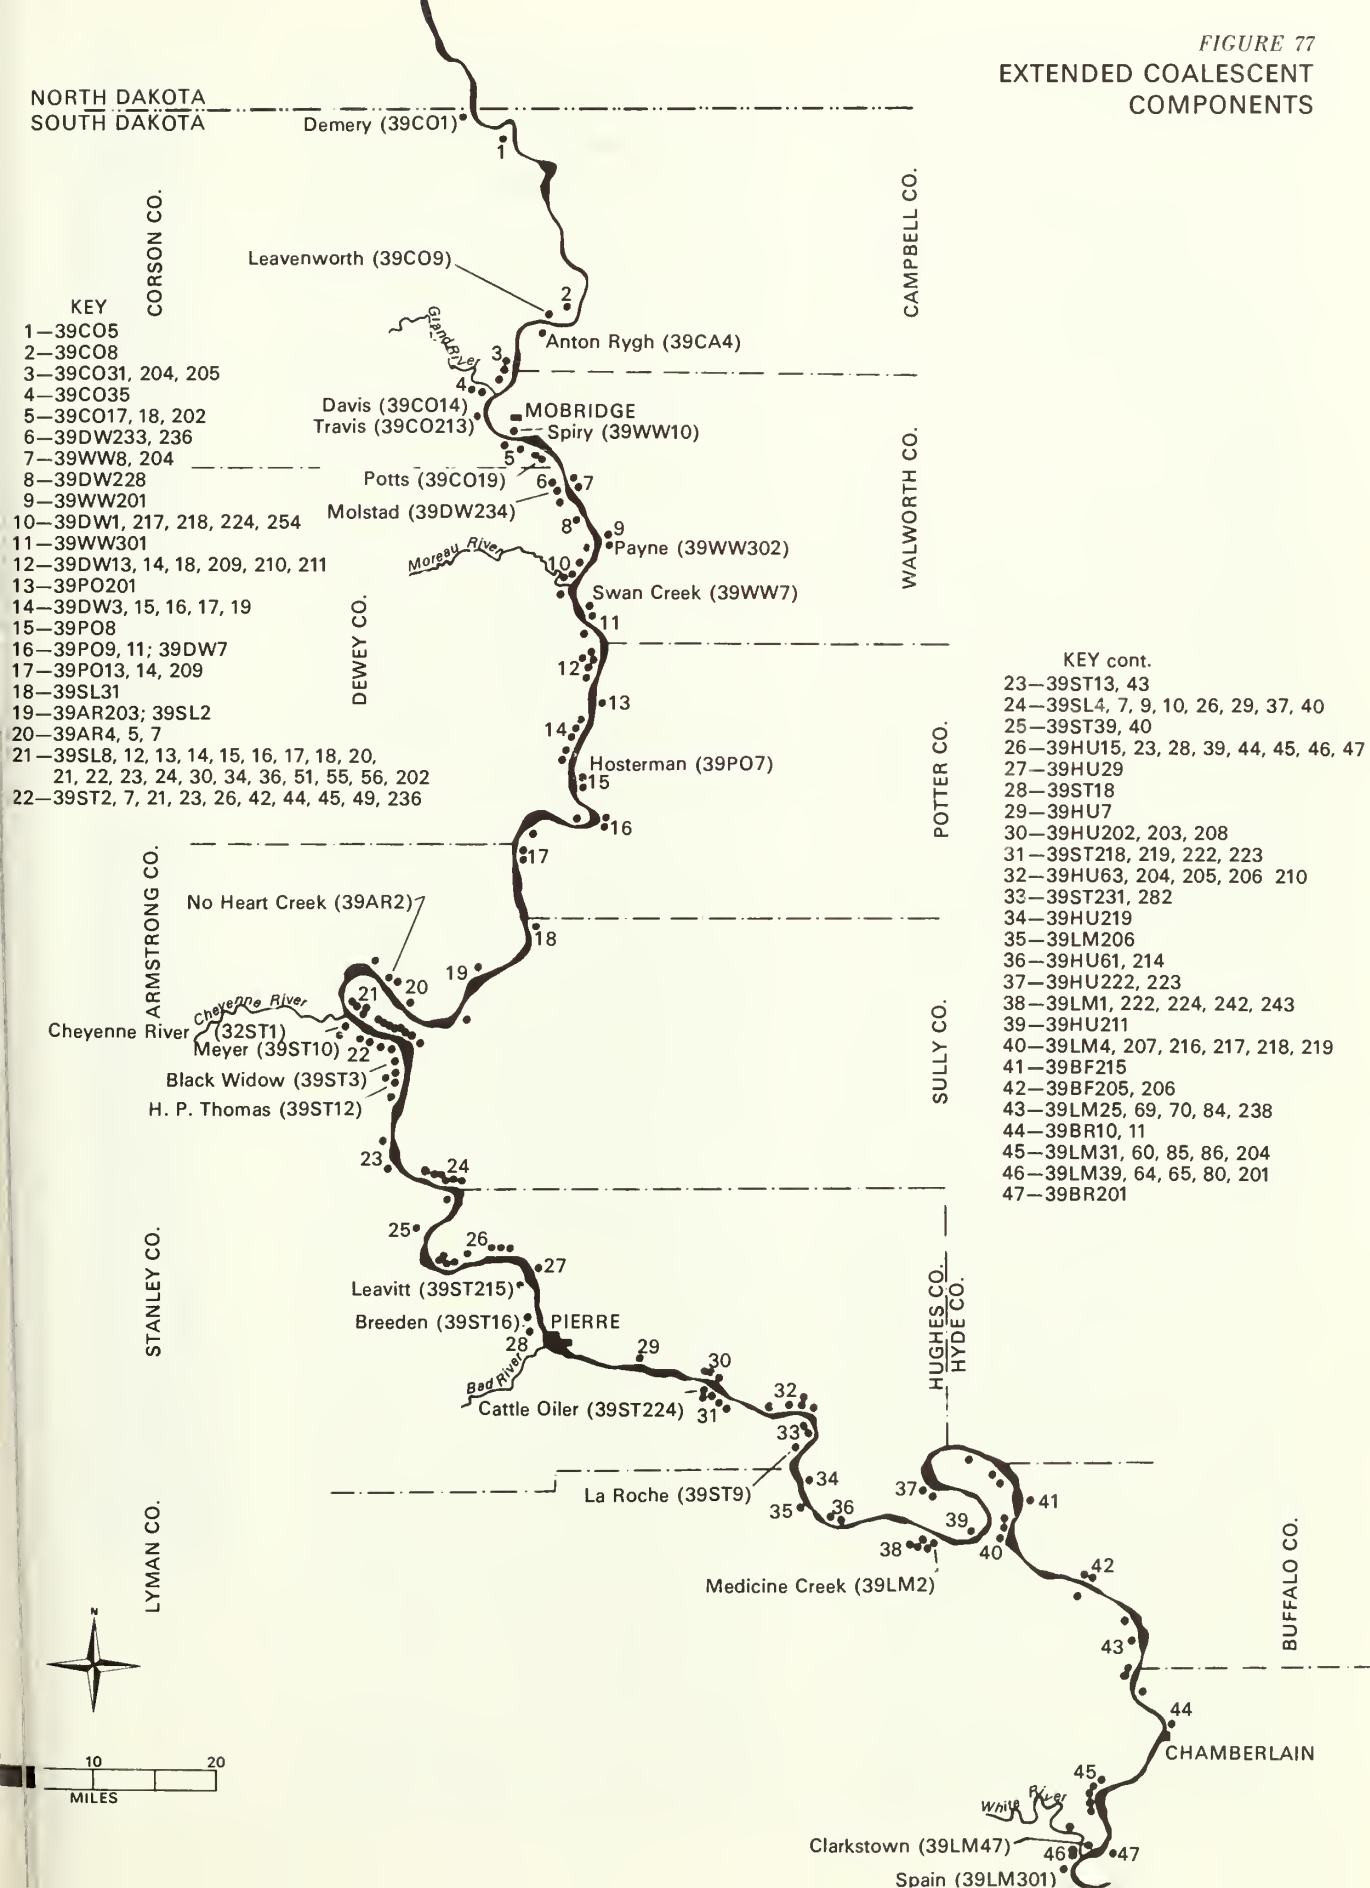 FIGURE 77
EXTENDED COALESCENT
COMPONENTS
NORTH DAKOTA
SOUTH DAKOTA
Demery (39CO1)
1
CORSON CO.
CAMPBELL CO.
Leavenworth (39CO9)
2
Grand River
Anton Rygh (39CA4)
3
4
Davis (39CO14)
Travis (39CO213)
MOBRIDGE
Spiry (39WW10)
5
Potts (39CO19)
6
7
Molstad (39DW234)
8
9
WALWORTH CO.
Payne (39WW302)
Moreau River
10
Swan Creek (39WW7)
11
DEWEY CO.
12
13
14
Hosterman (39PO7)
15
POTTER CO.
16
17
KEY
1—39CO5
2—39CO8
3—39CO31, 204, 205
4—39CO35
5—39CO17, 18, 202
6—39DW233, 236
7—39WW8, 204
8—39DW228
9—39WW201
10—39DW1, 217, 218, 224, 254
11—39WW301
12—39DW13, 14, 18, 209, 210, 211
13—39PO201
14—39DW3, 15, 16, 17, 19
15—39PO8
16—39PO9, 11; 39DW7
17—39PO13, 14, 209
18—39SL31
19—39AR203; 39SL2
20—39AR4, 5, 7
21—39SL8, 12, 13, 14, 15, 16, 17, 18, 20,
21, 22, 23, 24, 30, 34, 36, 51, 55, 56, 202
22—39ST2, 7, 21, 23, 26, 42, 44, 45, 49, 236
KEY cont.
23—39ST13, 43
24—39SL4, 7, 9, 10, 26, 29, 37, 40
25—39ST39, 40
26—39HU15, 23, 28, 39, 44, 45, 46, 47
27—39HU29
28—39ST18
29—39HU7
30—39HU202, 203, 208
31—39ST218, 219, 222, 223
32—39HU63, 204, 205, 206 210
33—39ST231, 282
34—39HU219
35—39LM206
36—39HU61, 214
37—39HU222, 223
38—39LM1, 222, 224, 242, 243
39—39HU211
40—39LM4, 207, 216, 217, 218, 219
41—39BF215
42—39BF205, 206
43—39LM25, 69, 70, 84, 238
44—39BR10, 11
45—39LM31, 60, 85, 86, 204
46—39LM39, 64, 65, 80, 201
47—39BR201
ARMSTRONG CO.
No Heart Creek (39AR2)
18
19
20
21
Cheyenne River
Cheyenne River (32ST1)
Meyer (39ST10)
22
Black Widow (39ST3)
H. P. Thomas (39ST12)
SULLY CO.
23
24
25
26
27
STANLEY CO.
Leavitt (39ST215)
Breeden (39ST16)
PIERRE
28
Bad River
29
30
HUGHES CO.
HYDE CO.
Cattle Oiler (39ST224)
31
32
33
La Roche (39ST9)
34
35
36
37
38
39
40
41
Medicine Creek (39LM2)
LYMAN CO.
42
BUFFALO CO.
43
44
CHAMBERLAIN
N
10
20
MILES
45
White River
Clarkstown (39LM47)
46
47
Spain (39LM301)